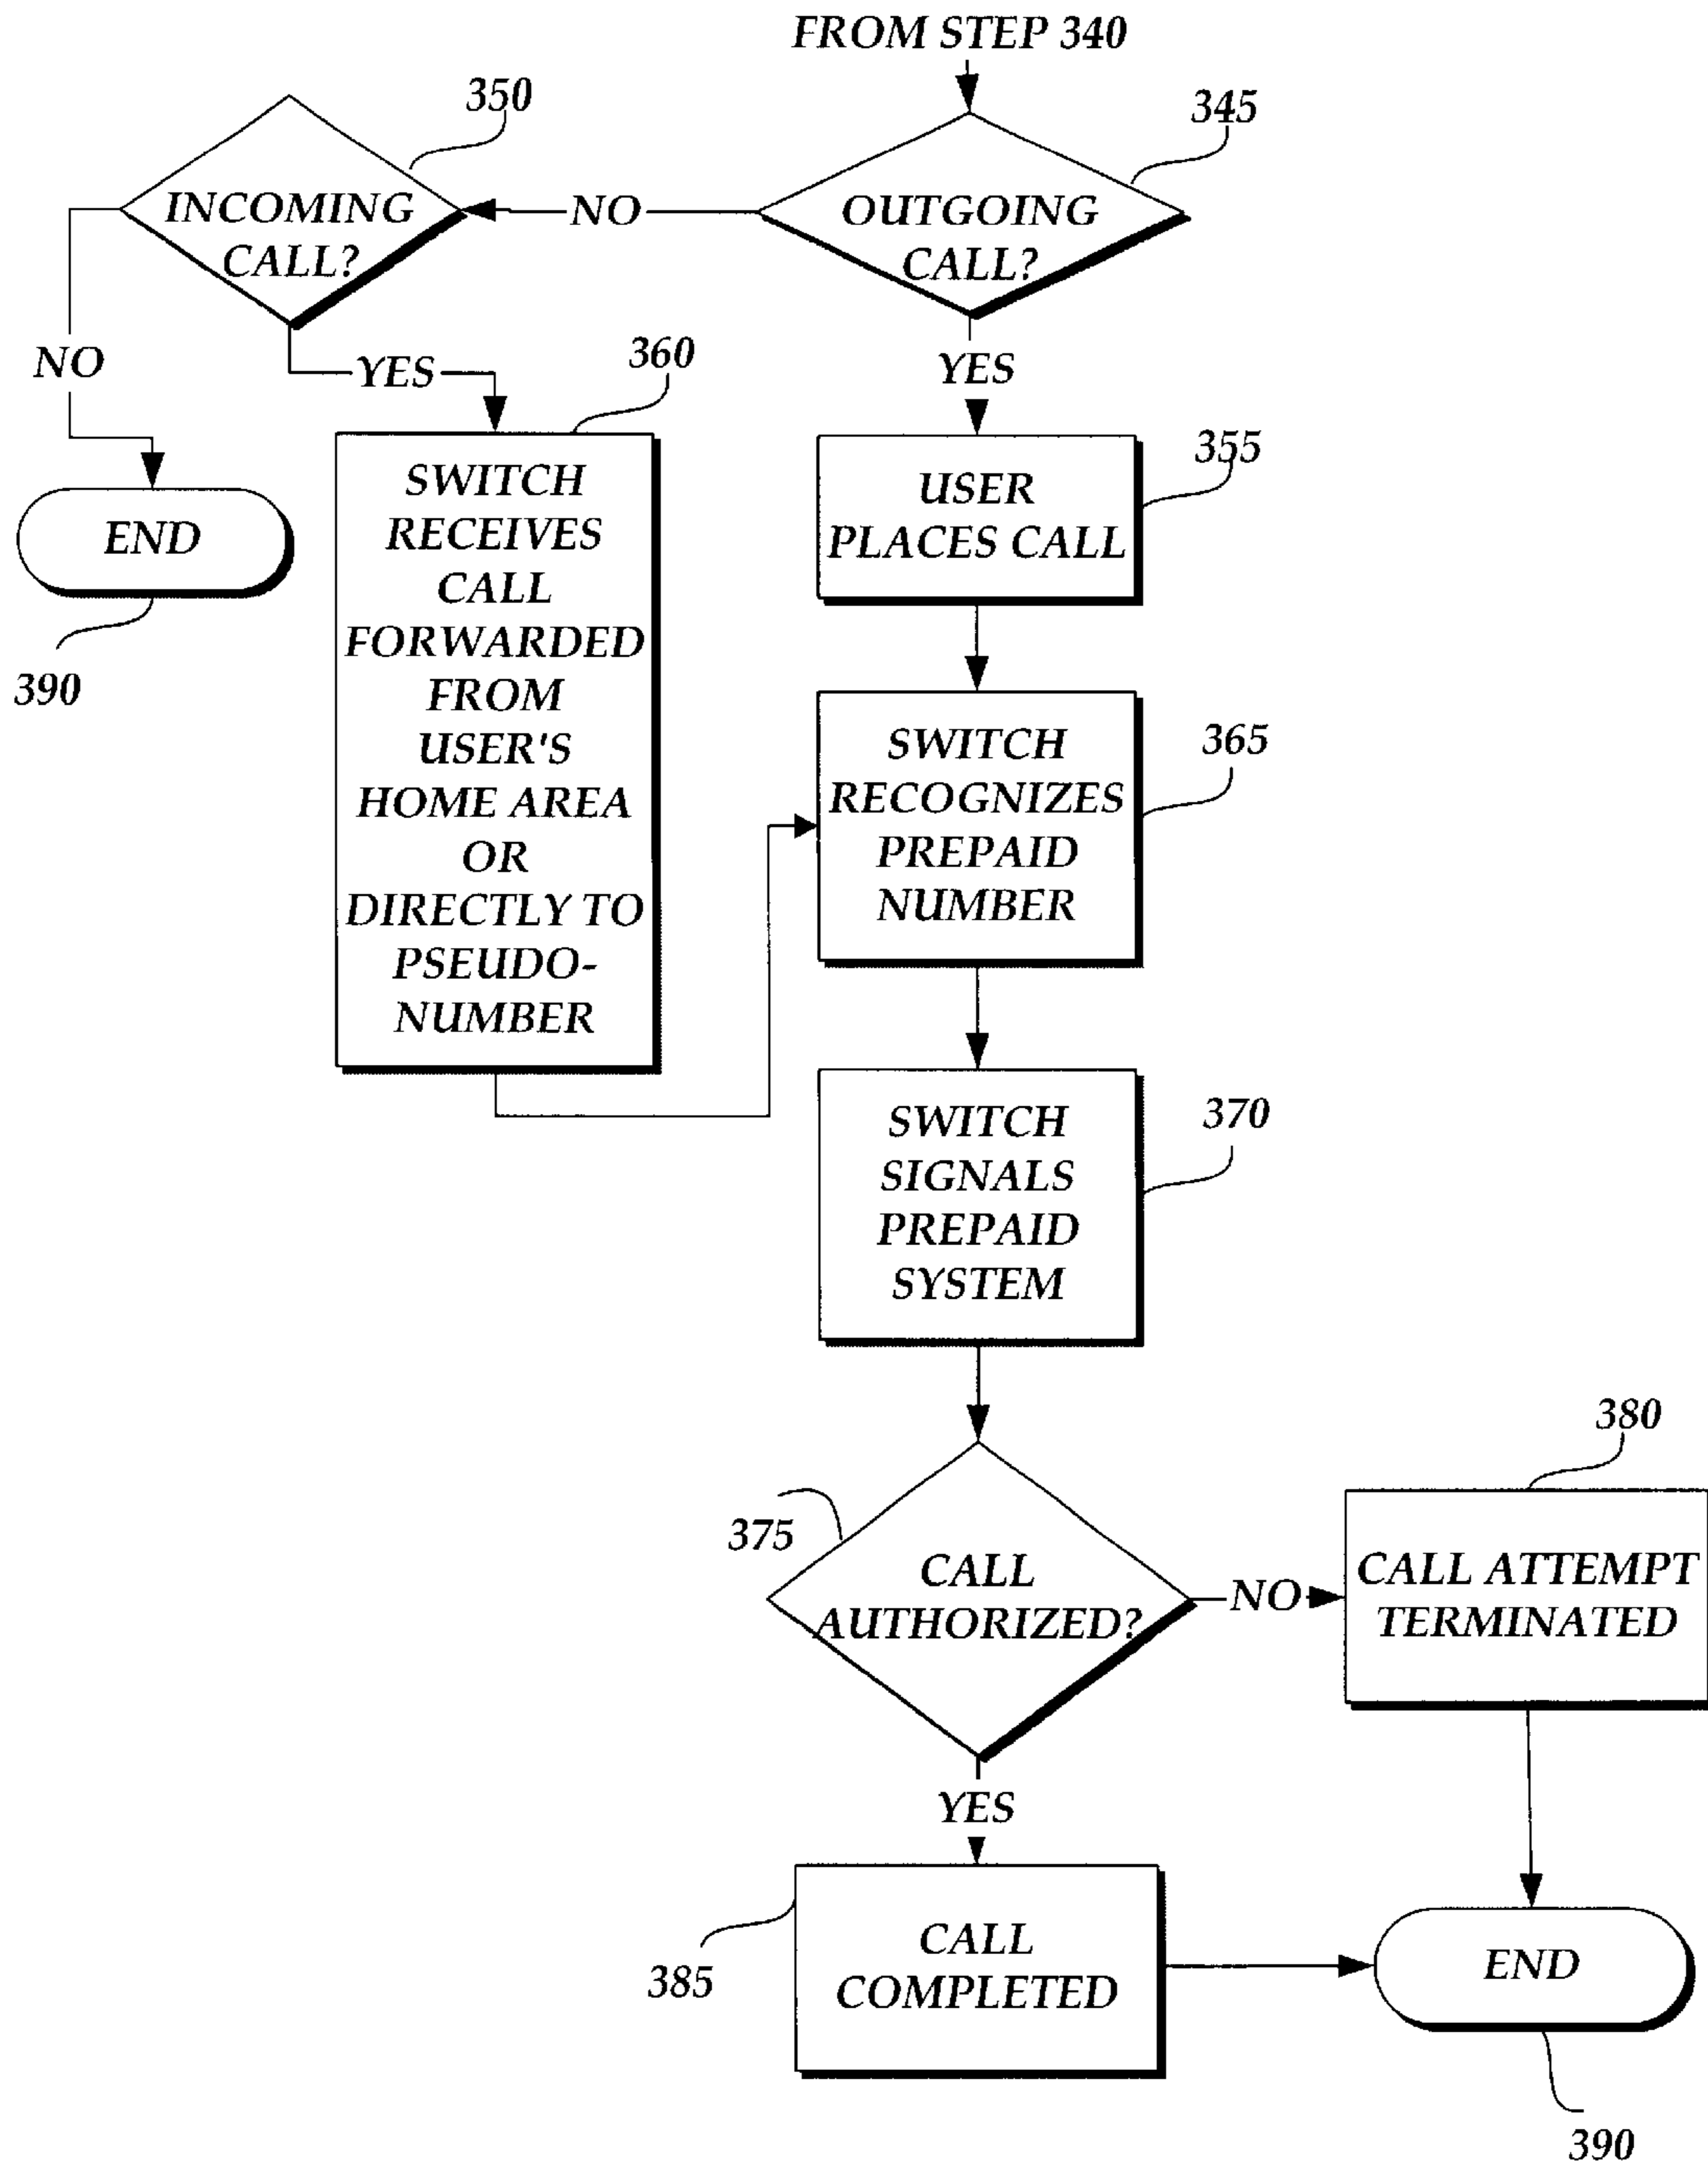 FROM STEP 340
350
345
INCOMING
CALL?
NO
OUTGOING
CALL?
NO
YES
360
YES
355
SWITCH
RECEIVES
CALL
FORWARDED
FROM
USER'S
HOME AREA
OR
DIRECTLY TO
PSEUDO-
NUMBER
USER
PLACES CALL
END
390
365
SWITCH
RECOGNIZES
PREPAID
NUMBER
370
SWITCH
SIGNALS
PREPAID
SYSTEM
380
375
CALL
AUTHORIZED?
NO
CALL ATTEMPT
TERMINATED
YES
385
CALL
COMPLETED
END
390